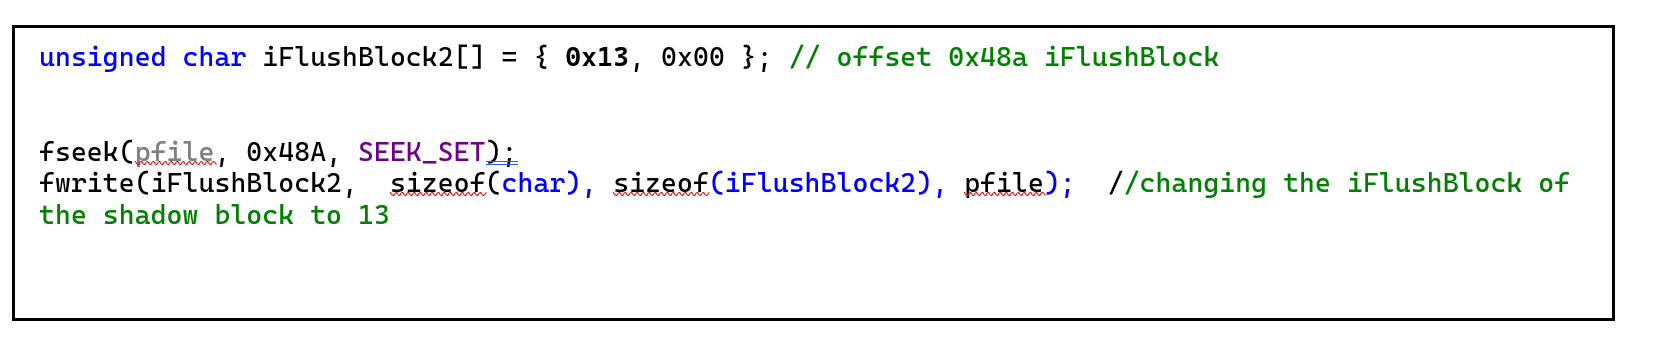 unsigned char iFlushBlock2[] = { 0x13, 0x00 }; // offset 0x48a iFlushBlock
fseek(pfile, 0x48A, SEEK_SET);
fwrite(iFlushBlock2,  sizeof(char), sizeof(iFlushBlock2), pfile);  //changing the iFlushBlock of
the shadow block to 13